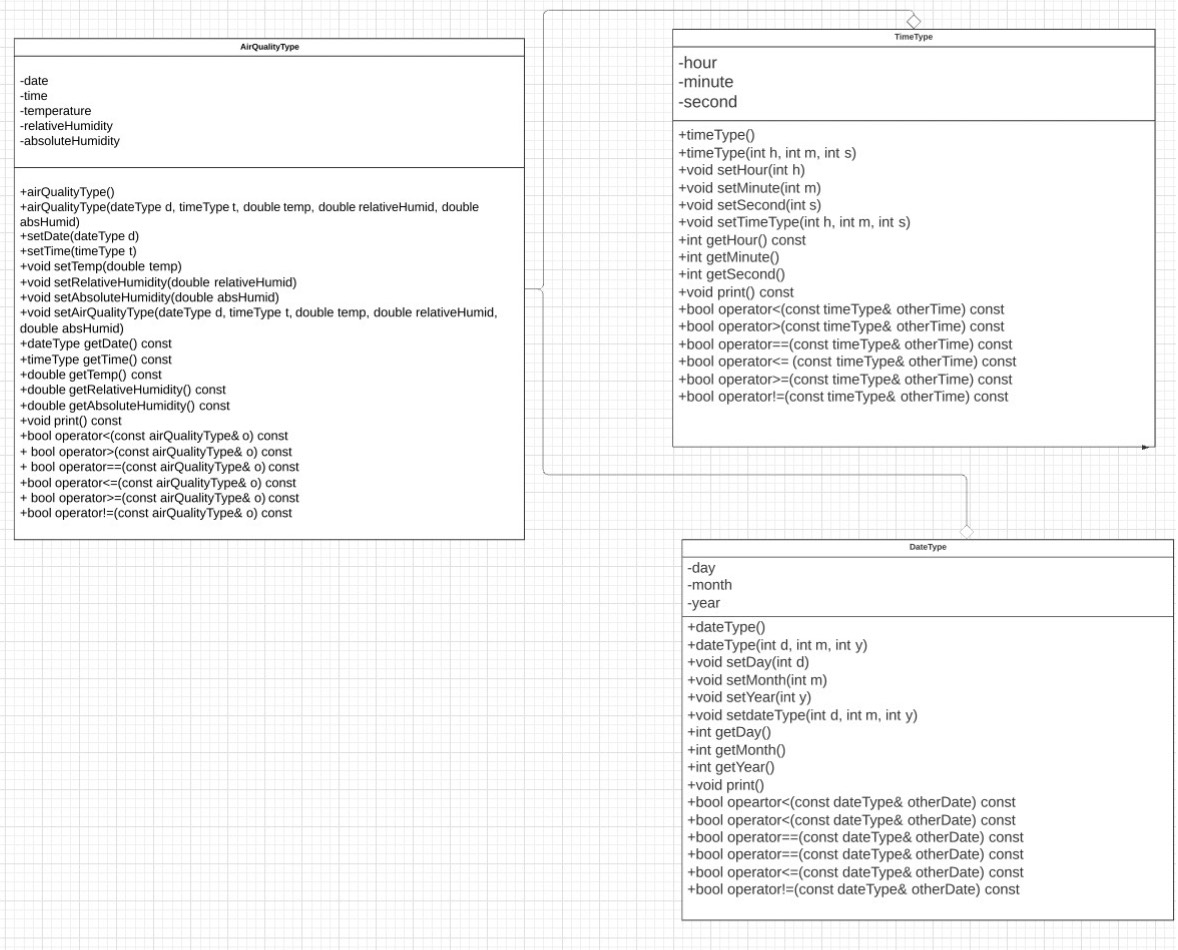 AirQualityType
-date
-time
-temperature
-relativeHumidity
-absoluteHumidity
+airQualityType()
+airQualityType(dateType d, timeType t, double temp, double relativeHumid, double
absHumid)
+setDate(dateType d)
+setTime(timeType t)
+void setTemp(double temp)
+void setRelativeHumidity(double relativeHumid)
+void setAbsoluteHumidity(double absHumid)
+void setAirQualityType(dateType d, timeType t, double temp, double relativeHumid,
double absHumid)
+dateType getDate() const
+timeType getTime() const
+double getTemp() const
+double getRelativeHumidity() const
+double getAbsoluteHumidity() const
+void print() const
+bool operator<(const airQualityType& o) const
+ bool operator>(const airQualityType& o) const
+ bool operator==(const airQualityType& o) const
+bool operator<=(const airQualityType& o) const
+ bool operator>=(const airQualityType& o) const
+bool operator!=(const airQualityType& o) const
TimeType
-hour
-minute
-second
+timeType()
+timeType(int h, int m, int s)
+void setHour(int h)
+void setMinute(int m)
+void setSecond(int s)
+void setTimeType(int h, int m, int s)
+int getHour() const
+int getMinute()
+int getSecond()
+void print() const
+bool operator<(const timeType& otherTime) const
+bool operator>(const timeType& otherTime) const
+bool operator==(const timeType& otherTime) const
+bool operator<= (const timeType& otherTime) const
+bool operator>=(const timeType& otherTime) const
+bool operator!=(const timeType& otherTime) const
DateType
-day
-month
-year
+dateType()
+dateType(int d, int m, int y)
+void setDay(int d)
+void setMonth(int m)
+void setYear(int y)
+void setdateType(int d, int m, int y)
+int getDay()
+int getMonth()
+int getYear()
+void print()
+bool opeartor<(const dateType& otherDate) const
+bool operator<(const dateType& otherDate) const
+bool operator==(const dateType& otherDate) const
+bool operator==(const dateType& otherDate) const
+bool operator<=(const dateType& otherDate) const
+bool operator!=(const dateType& otherDate) const